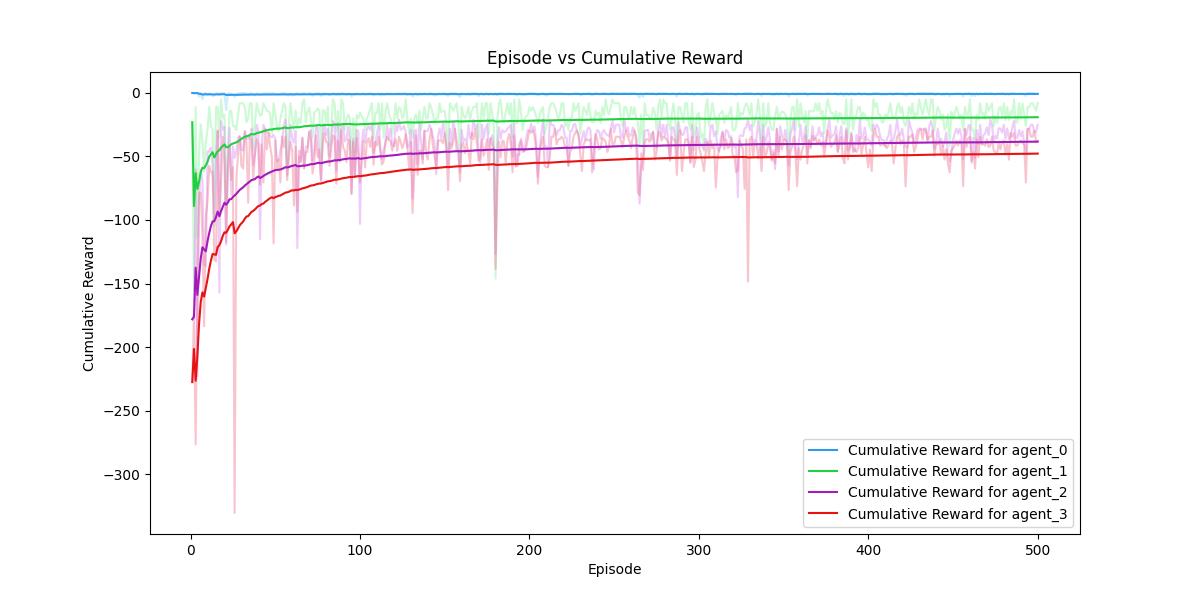 Episode vs Cumulative Reward
Cumulative Reward
0
−50
−100
−150
−200
−250
−300
0
100
200
300
400
500
Episode
Cumulative Reward for agent_0
Cumulative Reward for agent_1
Cumulative Reward for agent_2
Cumulative Reward for agent_3